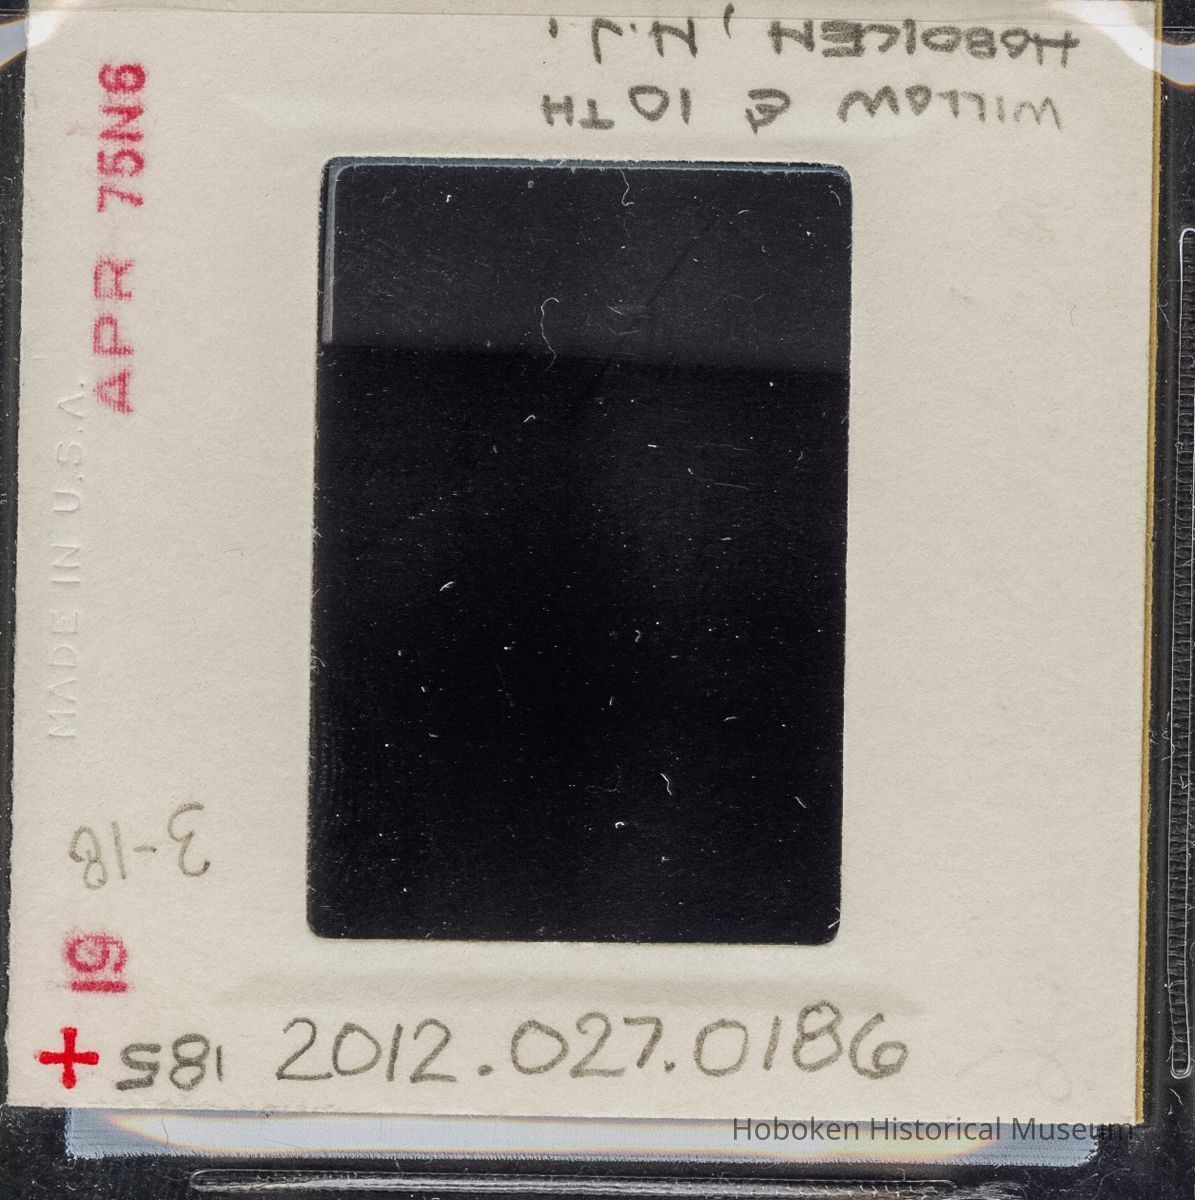 WILLOW & 10TH
HOBOKEN, N.J.
APR 75N6
MADE IN U.S.A.
3-18
19
+
185
2012.027.0186
Hoboken Historical Museum